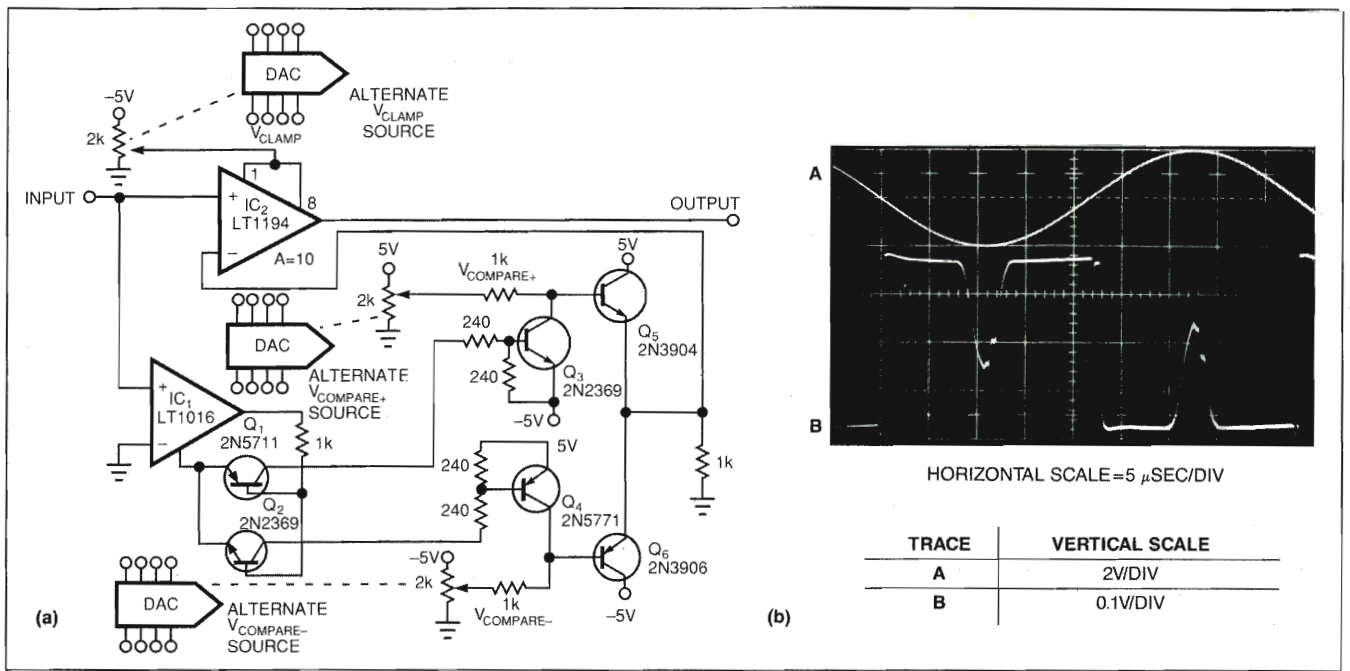 DAC
ALTERNATE
V_CLAMP
SOURCE
–5V
2k
V_CLAMP
INPUT
+
–
1
8
IC2
LT1194
A=10
OUTPUT
5V
2k
1k
V_COMPARE+
5V
DAC
ALTERNATE
V_COMPARE+
SOURCE
240
240
Q5
2N3904
Q3
2N2369
–5V
+
–
IC1
LT1016
Q1
2N5711
1k
Q2
2N2369
5V
240
240
Q4
2N5771
1k
Q6
2N3906
–5V
–5V
2k
1k
V_COMPARE–
DAC
ALTERNATE
V_COMPARE–
SOURCE
(a)
A
B
HORIZONTAL SCALE=5 μSEC/DIV
TRACE VERTICAL SCALE
A 2V/DIV
B 0.1V/DIV
(b)